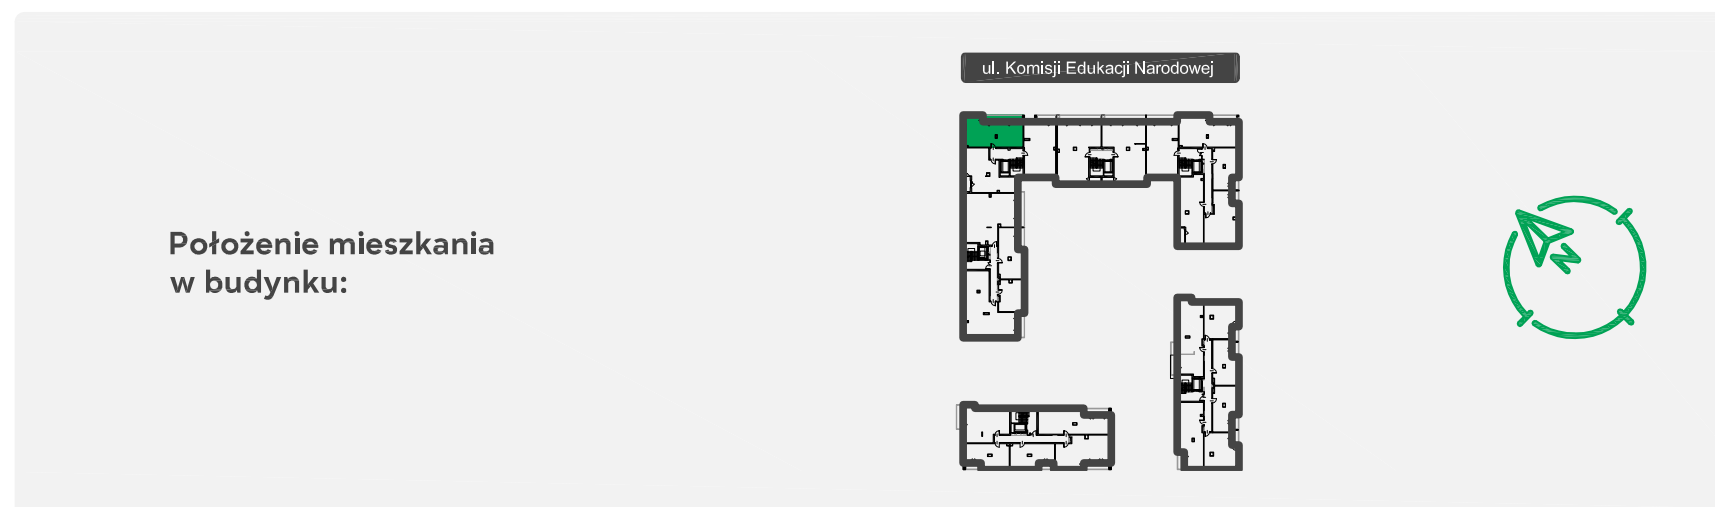 ul. Komisji Edukacji Narodowej
Położenie mieszkania
w budynku:
N